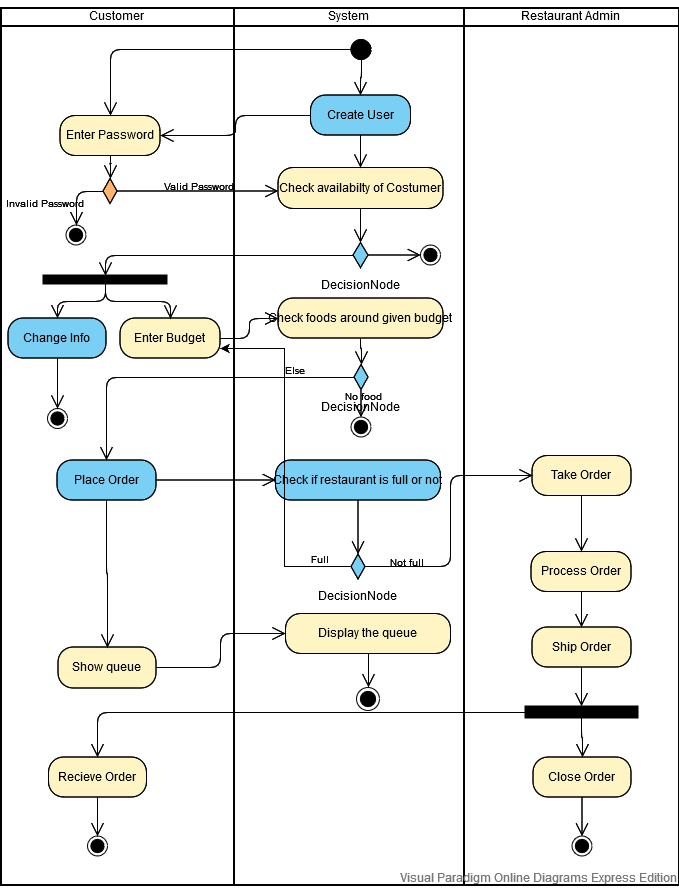 Customer
System
Restaurant Admin
Create User
Enter Password
Valid Password
Check availabilty of Costumer
Invalid Password
DecisionNode
Check foods around given budget
Change Info
Enter Budget
Else
No food
DecisionNode
Place Order
Check if restaurant is full or not
Take Order
Full
Not full
Process Order
DecisionNode
Display the queue
Ship Order
Show queue
Recieve Order
Close Order
Visual Paradigm Online Diagrams Express Edition